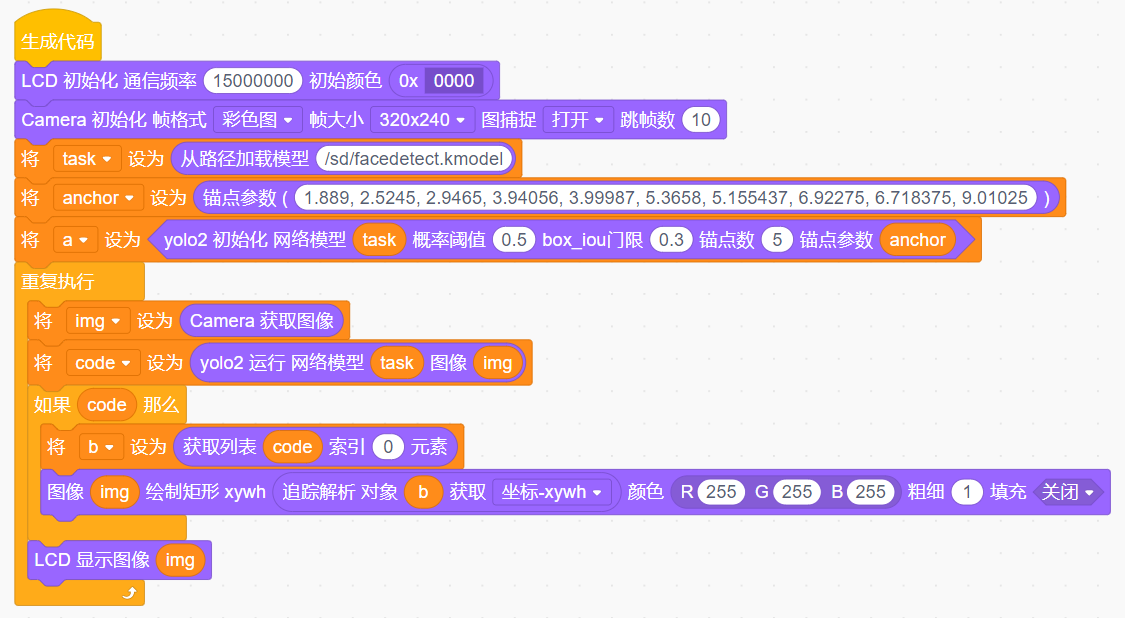 生成代码
LCD 初始化 通信频率 15000000 初始颜色 0x 0000
Camera 初始化 帧格式 彩色图 帧大小 320x240 图捕捉 打开 跳帧数 10
将 task 设为 从路径加载模型 /sd/facedetect.kmodel
将 anchor 设为 锚点参数 ( 1.889, 2.5245, 2.9465, 3.94056, 3.99987, 5.3658, 5.155437, 6.92275, 6.718375, 9.01025 )
将 a 设为 yolo2 初始化 网络模型 task 概率阈值 0.5 box_iou门限 0.3 锚点数 5 锚点参数 anchor
重复执行
将 img 设为 Camera 获取图像
将 code 设为 yolo2 运行 网络模型 task 图像 img
如果 code 那么
将 b 设为 获取列表 code 索引 0 元素
图像 img 绘制矩形 xywh 追踪解析 对象 b 获取 坐标-xywh 颜色 R 255 G 255 B 255 粗细 1 填充 关闭
LCD 显示图像 img